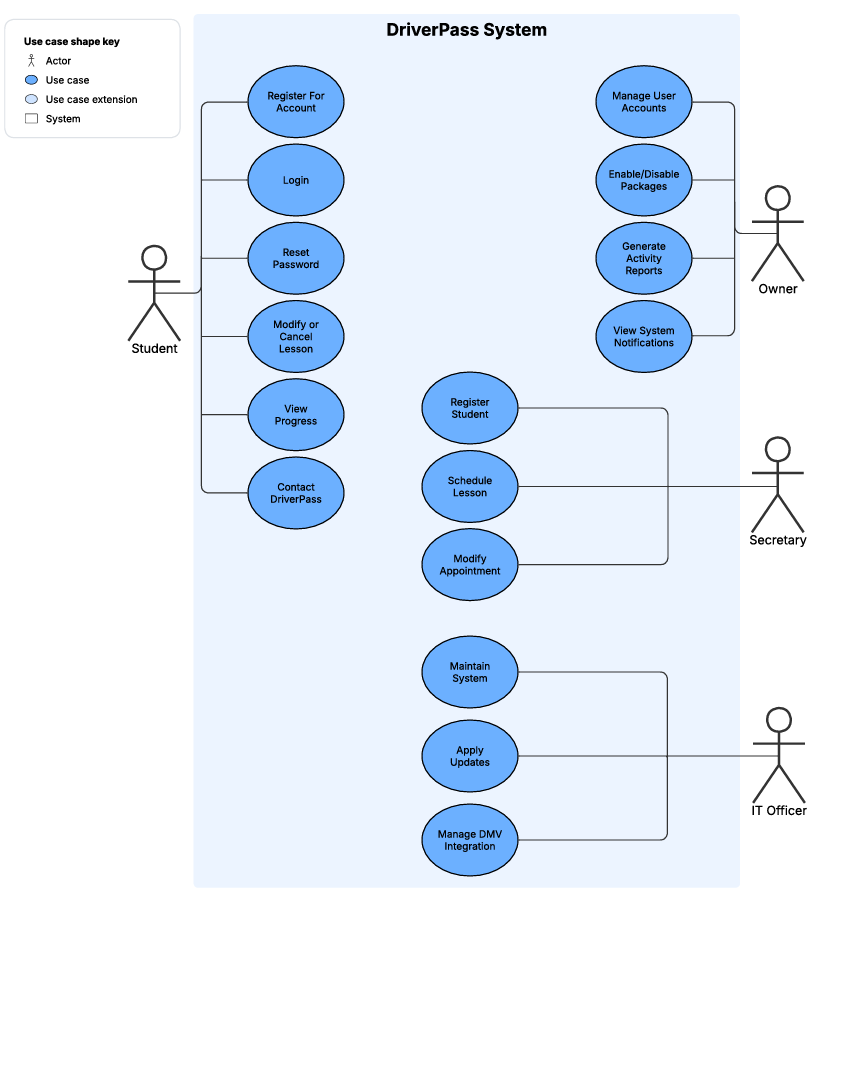 DriverPass System
Use case shape key
Actor
Use case
Use case extension
System
Register For
Account
Login
Reset
Password
Modify or
Cancel
Lesson
View
Progress
Contact
DriverPass
Student
Manage User
Accounts
Enable/Disable
Packages
Generate
Activity
Reports
View System
Notifications
Owner
Register
Student
Schedule
Lesson
Modify
Appointment
Secretary
Maintain
System
Apply
Updates
Manage DMV
Integration
IT Officer